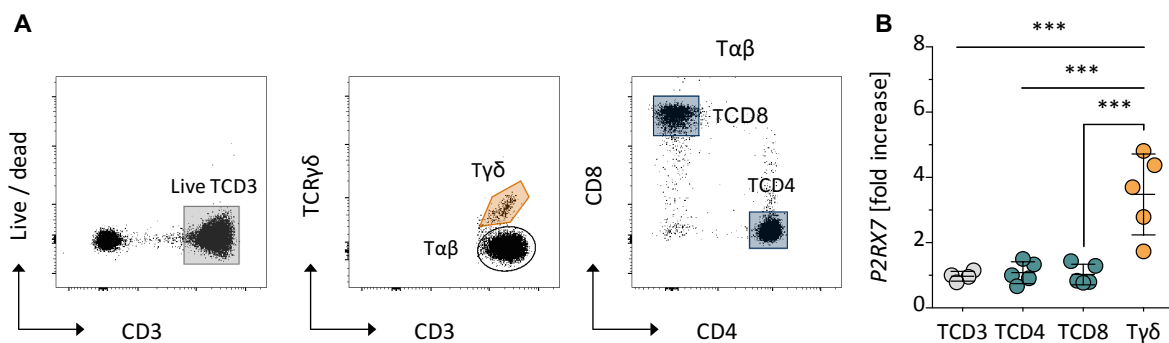 A
Live / dead
Live TCD3
CD3
TCRγδ
Tγδ
Tαβ
CD3
Tαβ
CD8
TCD8
TCD4
CD4
B
P2RX7 [fold increase]
8
6
4
2
0
***
***
***
TCD3 TCD4 TCD8 Tγδ